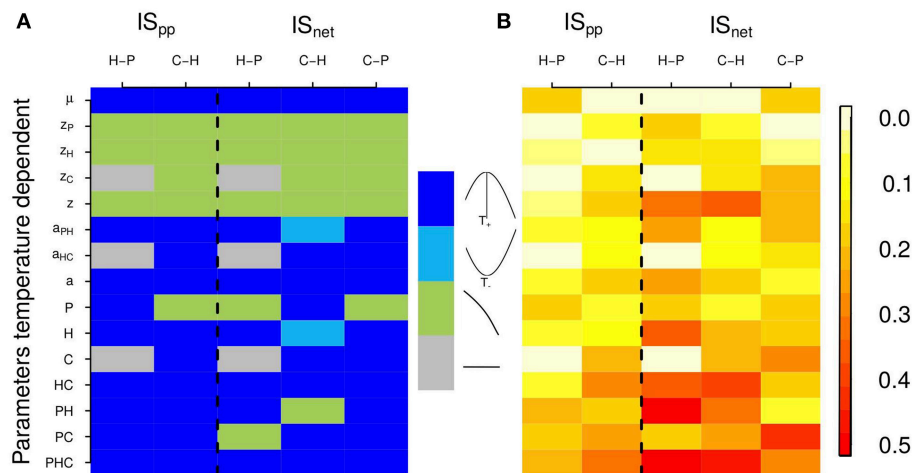 A
ISpp
ISnet
H−P C−H H−P C−H C−P
Parameters temperature dependent
μ
zP
zH
zC
z
aPH
aHC
a
P
H
C
HC
PH
PC
PHC
T+
T-
B
ISpp
ISnet
H−P C−H H−P C−H C−P
0.0
0.1
0.2
0.3
0.4
0.5